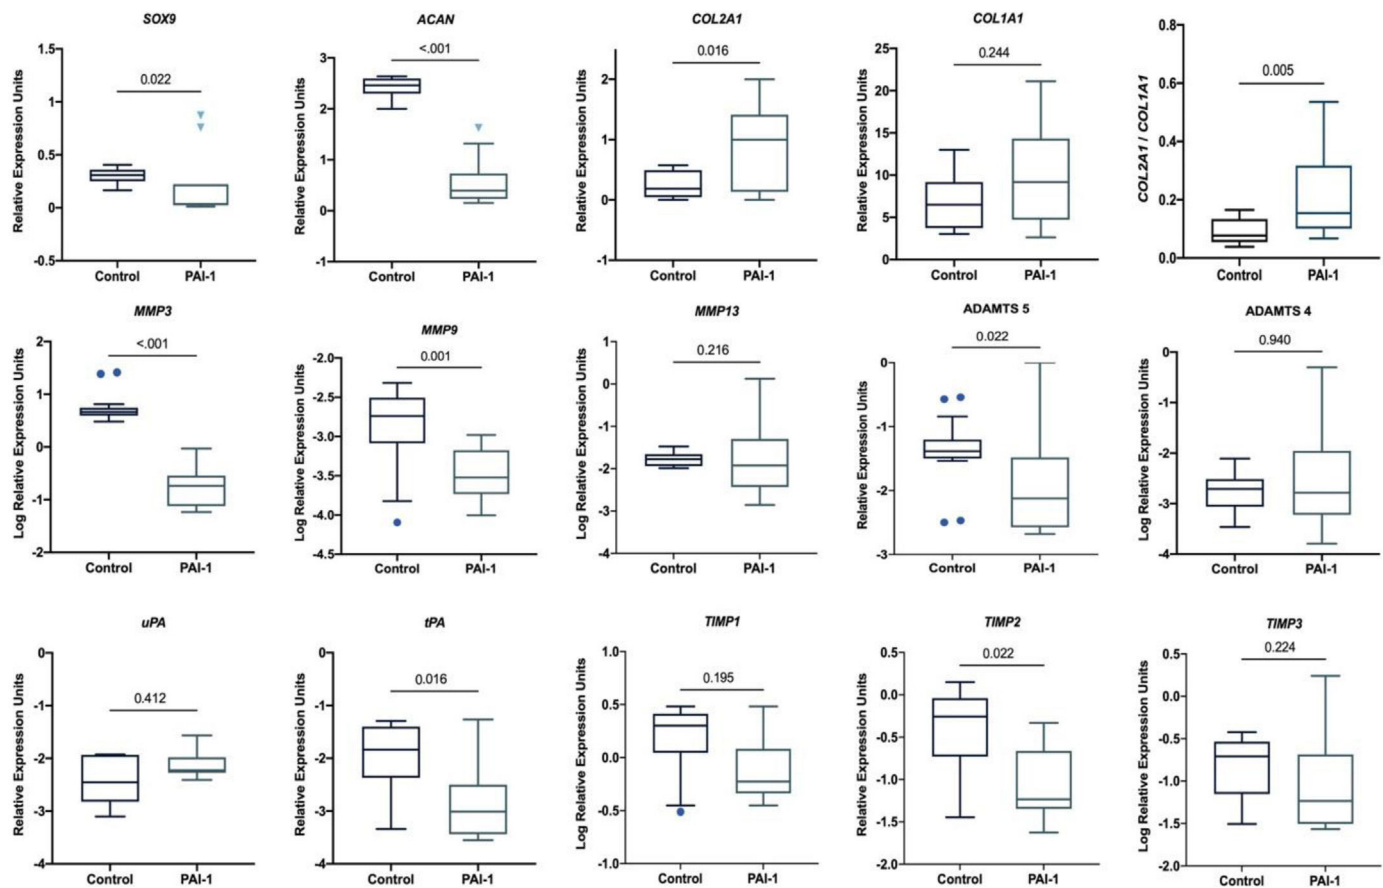 SOX9
Relative Expression Units
1.5
1
0.5
0
-0.5
0.022
Control PAI-1
ACAN
Relative Expression Units
3
2
1
0
-1
<.001
Control PAI-1
COL2A1
Relative Expression Units
2
1
0
-1
0.016
Control PAI-1
COL1A1
Relative Expression Units
25
20
15
10
5
0
0.244
Control PAI-1
COL2A1 / COL1A1
0.8
0.6
0.4
0.2
0.0
0.005
Control PAI-1
MMP3
Log Relative Expression Units
2
1
0
-1
-2
<.001
Control PAI-1
MMP9
Log Relative Expression Units
-2.0
-2.5
-3.0
-3.5
-4.0
-4.5
0.001
Control PAI-1
MMP13
Log Relative Expression Units
1
0
-1
-2
-3
-4
0.216
Control PAI-1
ADAMTS 5
Relative Expression Units
0
-1
-2
-3
0.022
Control PAI-1
ADAMTS 4
Log Relative Expression Units
0
-1
-2
-3
-4
0.940
Control PAI-1
uPA
Relative Expression Units
0
-1
-2
-3
-4
0.412
Control PAI-1
tPA
Relative Expression Units
0
-1
-2
-3
-4
0.016
Control PAI-1
TIMP1
Log Relative Expression Units
1.0
0.5
0.0
-0.5
-1.0
0.195
Control PAI-1
TIMP2
Log Relative Expression Units
0.5
0.0
-0.5
-1.0
-1.5
-2.0
0.022
Control PAI-1
TIMP3
Log Relative Expression Units
0.5
0.0
-0.5
-1.0
-1.5
-2.0
0.224
Control PAI-1